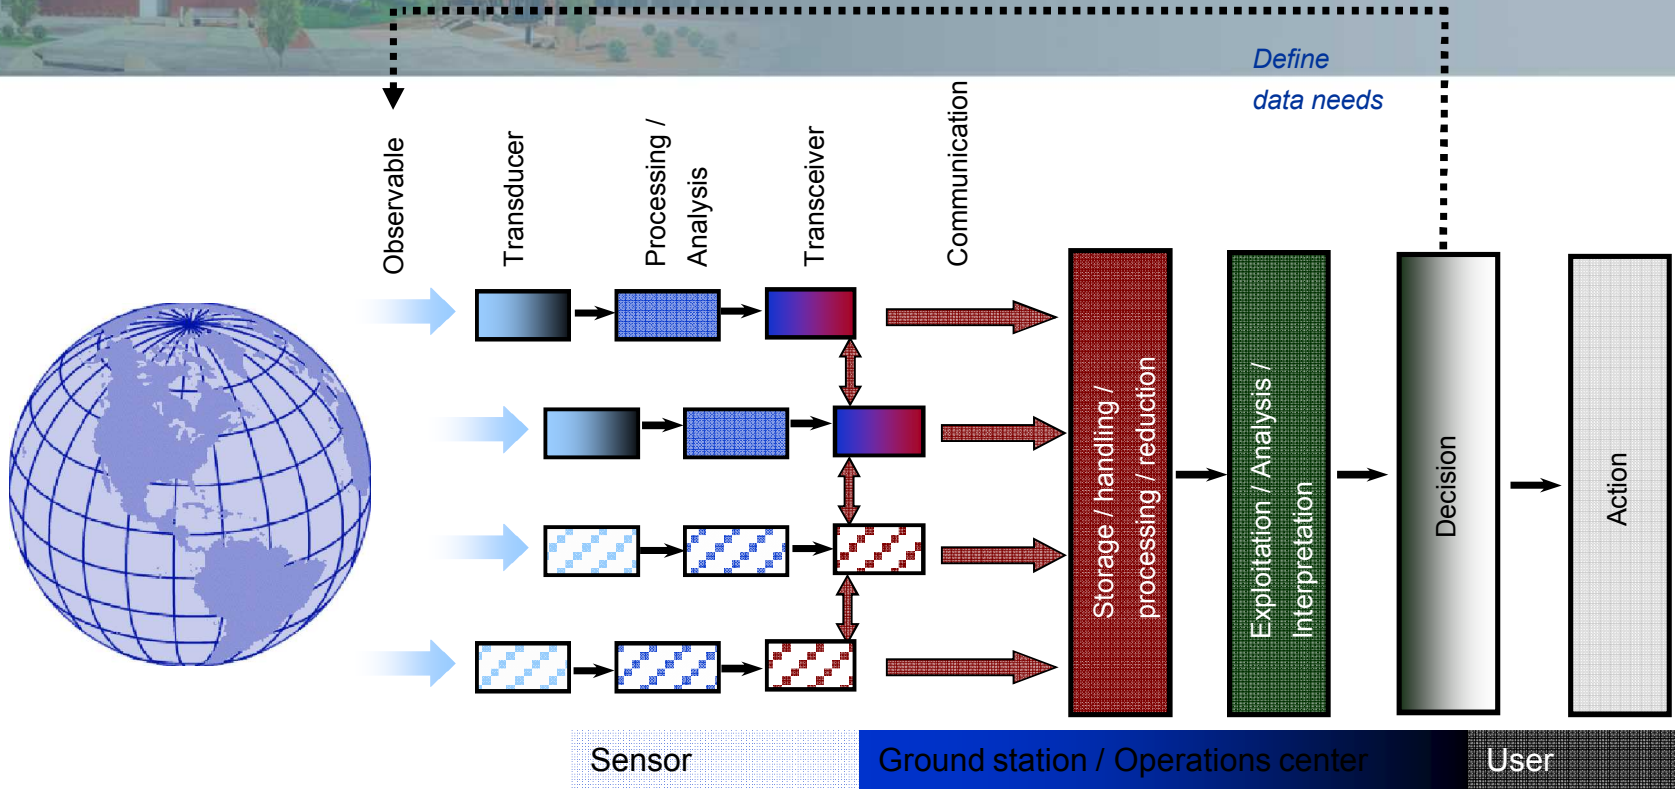 Define
data needs
Observable
Transducer
Processing /
Analysis
Transceiver
Communication
Storage / handling /
processing / reduction
Exploitation / Analysis /
Interpretation
Decision
Action
Sensor
Ground station / Operations center
User